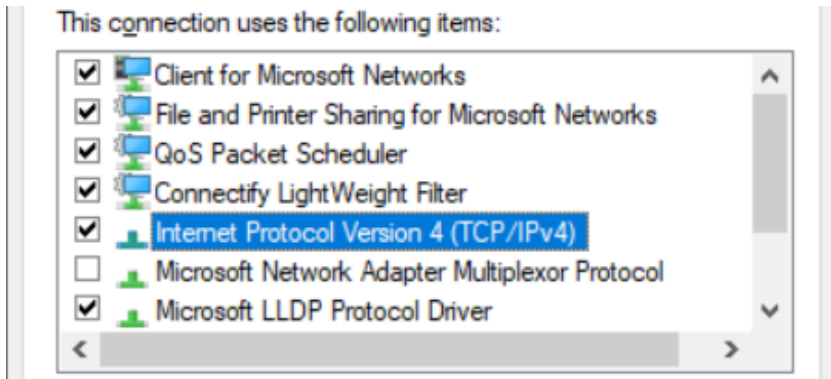 This connection uses the following items:
Client for Microsoft Networks
File and Printer Sharing for Microsoft Networks
QoS Packet Scheduler
Connectify LightWeight Filter
Internet Protocol Version 4 (TCP/IPv4)
Microsoft Network Adapter Multiplexor Protocol
Microsoft LLDP Protocol Driver